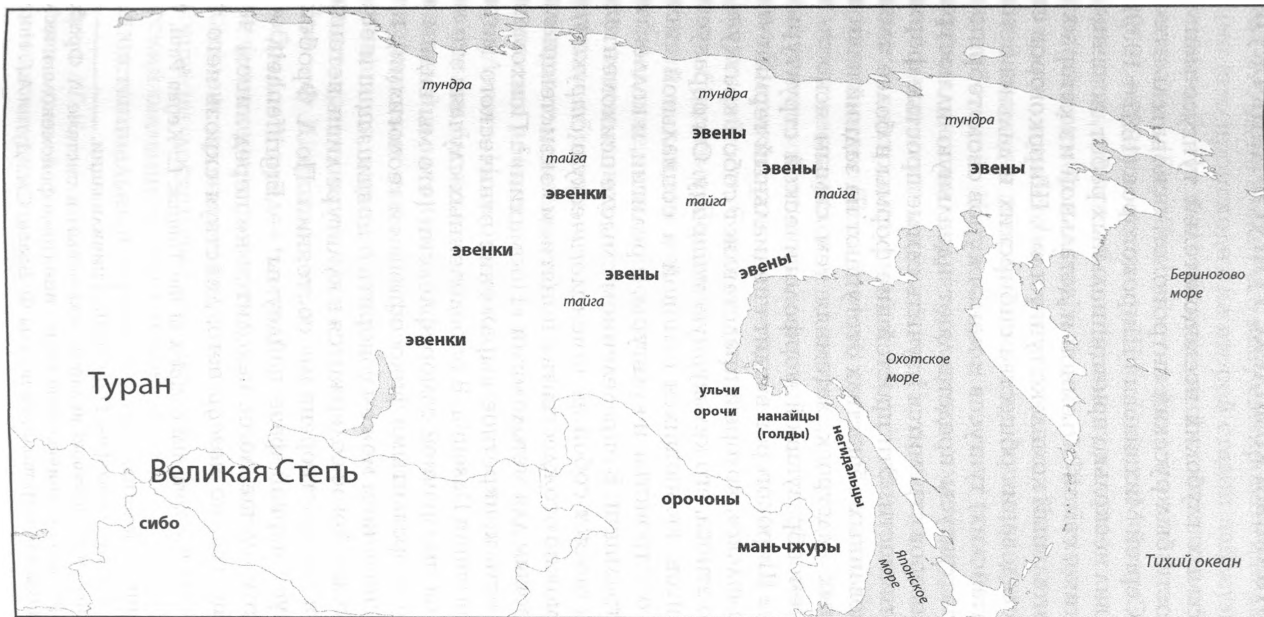 тундра
тундра
тундра
эвены
тайга
эвены
эвены
эвенки
тайга
тайга
эвенки
эвены
эвены
Беригого
море
тайга
эвенки
Охотское
море
Туран
ульчи
орочи
нанайцы
(голды)
негидальцы
Великая Степь
орочоны
сибо
маньчжуры
Японское
море
Тихий океан